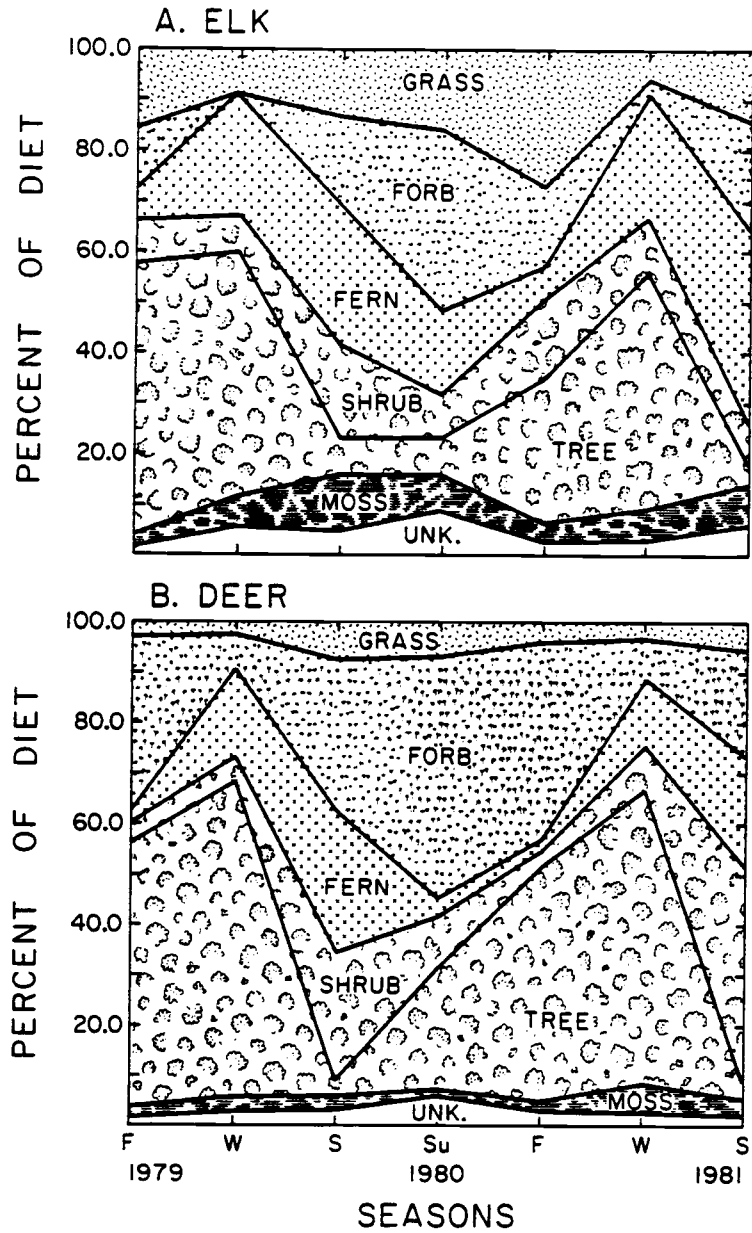 A. ELK
PERCENT OF DIET
100.0
80.0
60.0
40.0
20.0
GRASS
FORB
FERN
SHRUB
TREE
MOSS
UNK.
B. DEER
PERCENT OF DIET
100.0
80.0
60.0
40.0
20.0
GRASS
FORB
FERN
SHRUB
TREE
MOSS
UNK.
F W S Su F W S
1979 1980 1981
SEASONS